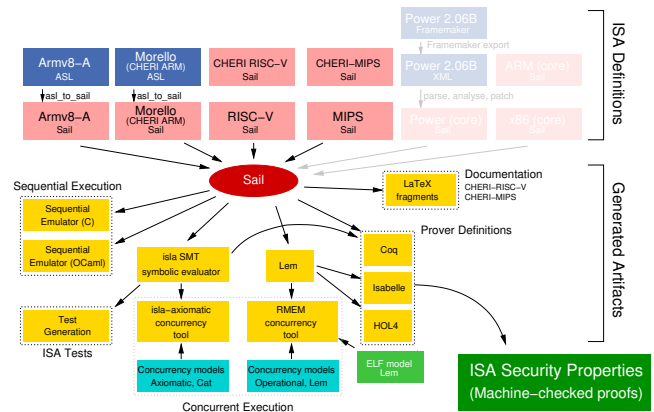 Power 2.06B
Framemaker
Framemaker export
Armv8−A
ASL
Morello
(CHERI ARM)
ASL
CHERI RISC−V
Sail
CHERI−MIPS
Sail
Power 2.06B
XML
ARM (core)
Sail
asl_to_sail
asl_to_sail
parse, analyse, patch
Armv8−A
Sail
Morello
(CHERI ARM)
Sail
RISC−V
Sail
MIPS
Sail
Power (core)
Sail
x86 (core)
Sail
ISA Definitions
Sail
Sequential Execution
Sequential
Emulator (C)
Sequential
Emulator (OCaml)
LaTeX
fragments
Documentation
CHERI−RISC−V
CHERI−MIPS
Prover Definitions
isla SMT
symbolic evaluator
Lem
Coq
Isabelle
HOL4
Generated Artifacts
Test
Generation
ISA Tests
isla−axiomatic
concurrency
tool
RMEM
concurrency
tool
Concurrency models
Axiomatic, Cat
Concurrency models
Operational, Lem
ELF model
Lem
Concurrent Execution
ISA Security Properties
(Machine−checked proofs)